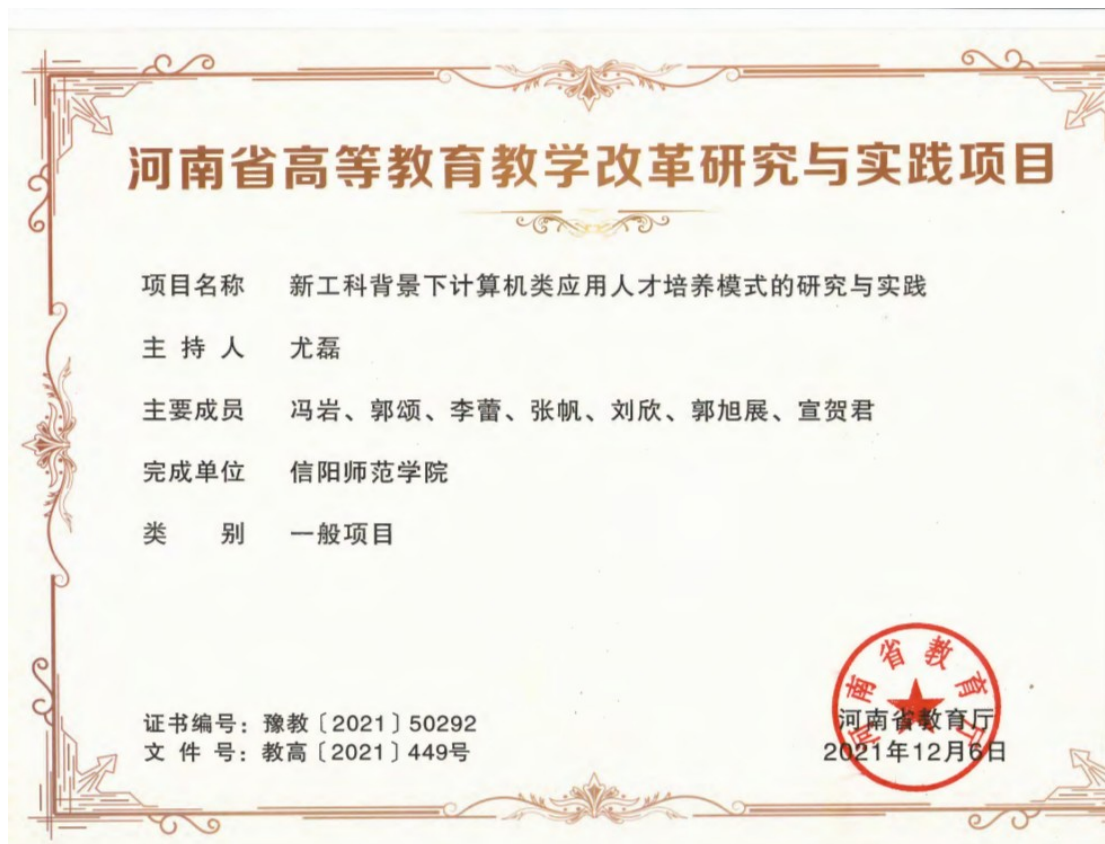 河南省高等教育教学改革研究与实践项目
项目名称 新工科背景下计算机类应用人才培养模式的研究与实践
主持人 尤磊
主要成员 冯岩、郭颂、李蕾、张帆、刘欣、郭旭展、宣贺君
完成单位 信阳师范学院
类别 一般项目
证书编号：豫教〔2021〕50292
文件号：教高〔2021〕449号
河南省教育厅
河南省教育厅
2021年12月6日